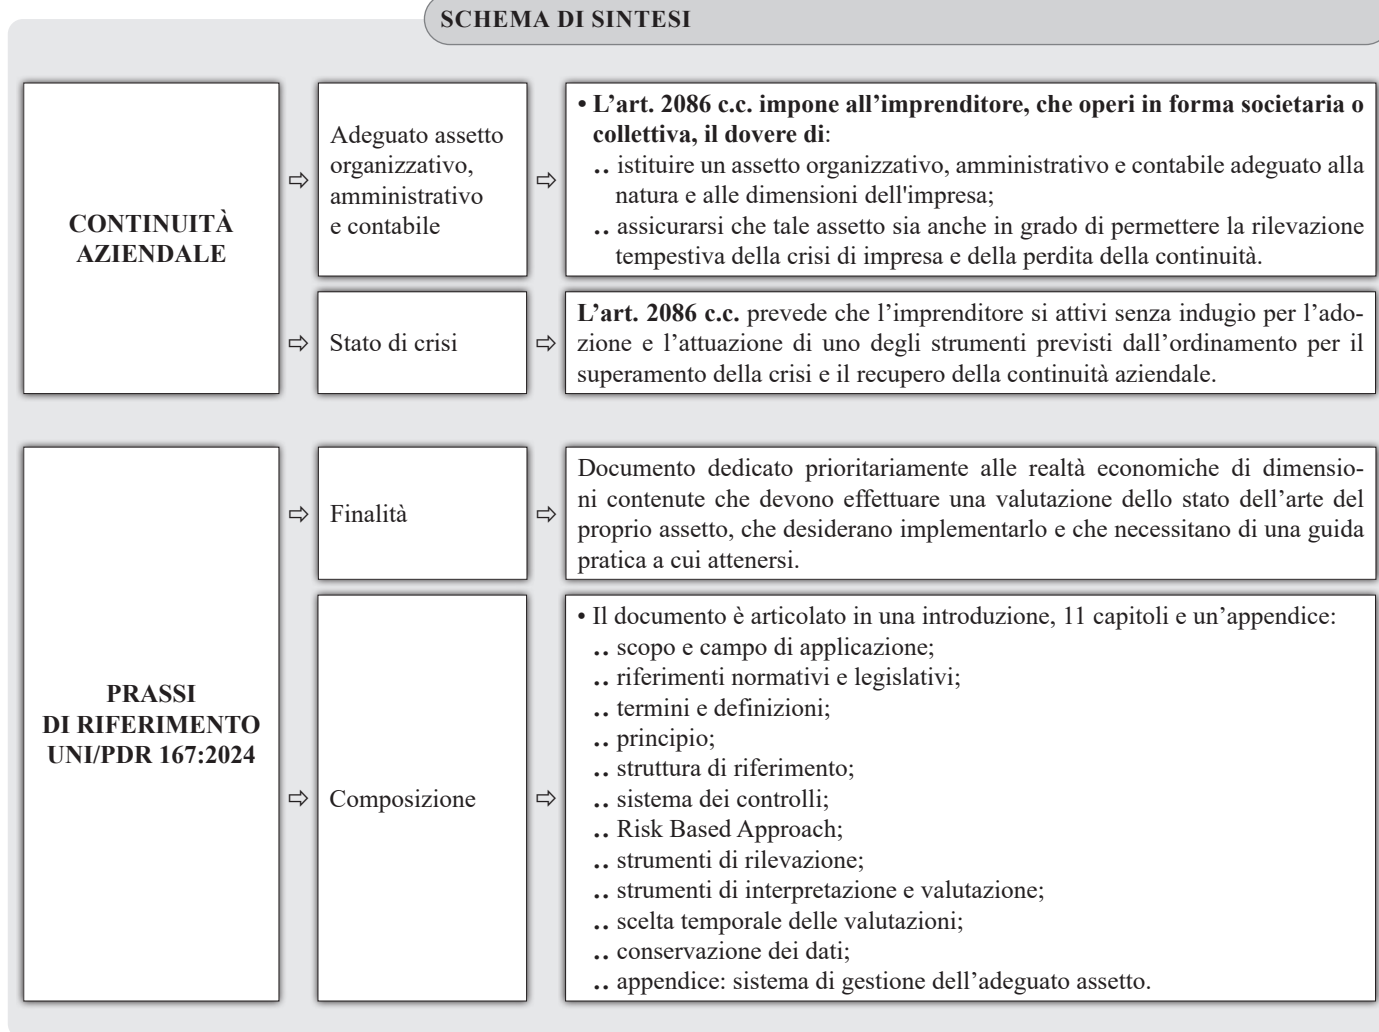 SCHEMA DI SINTESI
CONTINUITÀ
AZIENDALE
⇨
Adeguato assetto
organizzativo,
amministrativo
e contabile
⇨
• L’art. 2086 c.c. impone all’imprenditore, che operi in forma societaria o
collettiva, il dovere di:
.. istituire un assetto organizzativo, amministrativo e contabile adeguato alla
natura e alle dimensioni dell'impresa;
.. assicurarsi che tale assetto sia anche in grado di permettere la rilevazione
tempestiva della crisi di impresa e della perdita della continuità.
⇨
Stato di crisi
⇨
L’art. 2086 c.c. prevede che l’imprenditore si attivi senza indugio per l’ado-
zione e l’attuazione di uno degli strumenti previsti dall’ordinamento per il
superamento della crisi e il recupero della continuità aziendale.
PRASSI
DI RIFERIMENTO
UNI/PDR 167:2024
⇨
Finalità
⇨
Documento dedicato prioritariamente alle realtà economiche di dimensio-
ni contenute che devono effettuare una valutazione dello stato dell’arte del
proprio assetto, che desiderano implementarlo e che necessitano di una guida
pratica a cui attenersi.
⇨
Composizione
⇨
• Il documento è articolato in una introduzione, 11 capitoli e un’appendice:
.. scopo e campo di applicazione;
.. riferimenti normativi e legislativi;
.. termini e definizioni;
.. principio;
.. struttura di riferimento;
.. sistema dei controlli;
.. Risk Based Approach;
.. strumenti di rilevazione;
.. strumenti di interpretazione e valutazione;
.. scelta temporale delle valutazioni;
.. conservazione dei dati;
.. appendice: sistema di gestione dell’adeguato assetto.